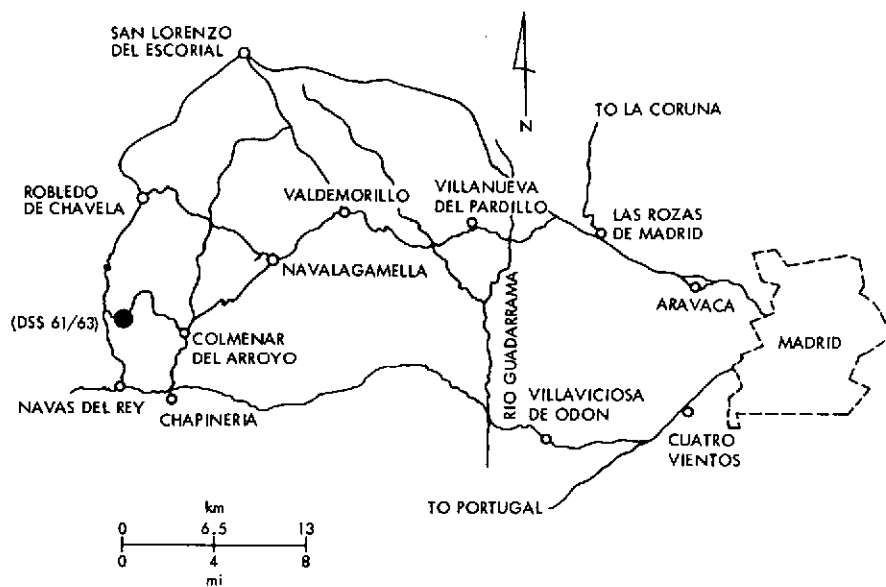 SAN LORENZO
DEL ESCORIAL
N
TO LA CORUNA
ROBLEDO
DE CHAVELA
VALDEMORILLO
VILLANUEVA
DEL PARDILLO
LAS ROZAS
DE MADRID
NAVALAGAMELLA
ARAVACA
(DSS 61/63)
COLMENAR
DEL ARROYO
RIO GUADARRAMA
MADRID
NAVAS DEL REY
CHAPINERIA
VILLAVICIOSA
DE ODON
CUATRO
VIENTOS
TO PORTUGAL
km
0 6.5 13
0 4 8
mi